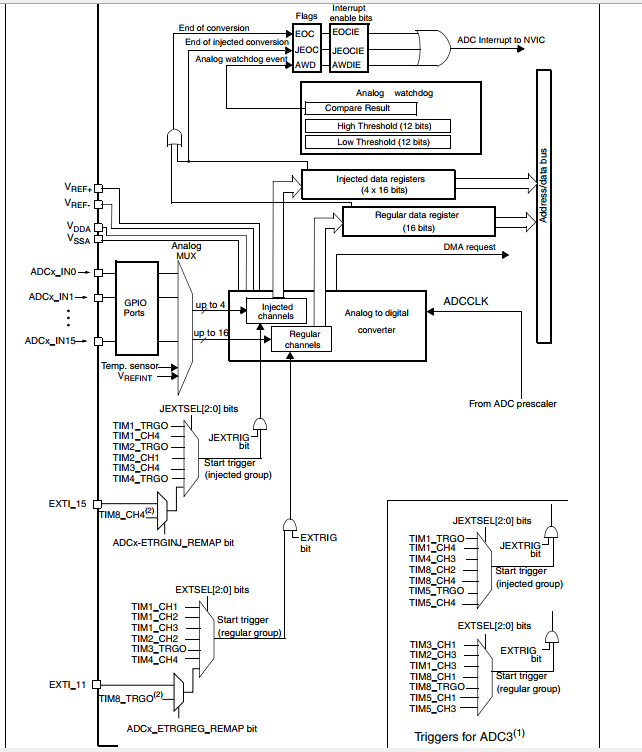 Flags
Interrupt
enable bits
End of conversion
EOC
EOCIE
End of injected conversion
JEOC
JEOCIE
ADC Interrupt to NVIC
Analog watchdog event
AWD
AWDIE
Analog watchdog
Compare Result
High Threshold (12 bits)
Low Threshold (12 bits)
Address/data bus
Injected data registers
(4 x 16 bits)
Regular data register
(16 bits)
VREF+
VREF-
VDDA
VSSA
Analog
MUX
DMA request
ADCx_IN0
ADCx_IN1
ADCx_IN15
GPIO
Ports
up to 4
up to 16
Injected
channels
Regular
channels
Analog to digital
converter
ADCCLK
Temp. sensor
VREFINT
From ADC prescaler
JEXTSEL[2:0] bits
TIM1_TRGO
TIM1_CH4
TIM2_TRGO
TIM2_CH1
TIM3_CH4
TIM4_TRGO
JEXTRIG
bit
Start trigger
(injected group)
EXTI_15
TIM8_CH4(2)
ADCx-ETRGINJ_REMAP bit
EXTRIG
bit
EXTSEL[2:0] bits
TIM1_CH1
TIM1_CH2
TIM1_CH3
TIM2_CH2
TIM3_TRGO
TIM4_CH4
Start trigger
(regular group)
EXTI_11
TIM8_TRGO(2)
ADCx_ETRGREG_REMAP bit
JEXTSEL[2:0] bits
TIM1_TRGO
TIM1_CH4
TIM4_CH3
TIM8_CH2
TIM8_CH4
TIM5_TRGO
TIM5_CH4
JEXTRIG
bit
Start trigger
(injected group)
EXTSEL[2:0] bits
TIM3_CH1
TIM2_CH3
TIM1_CH3
TIM8_CH1
TIM8_TRGO
TIM5_CH1
TIM5_CH3
EXTRIG
bit
Start trigger
(regular group)
Triggers for ADC3(1)